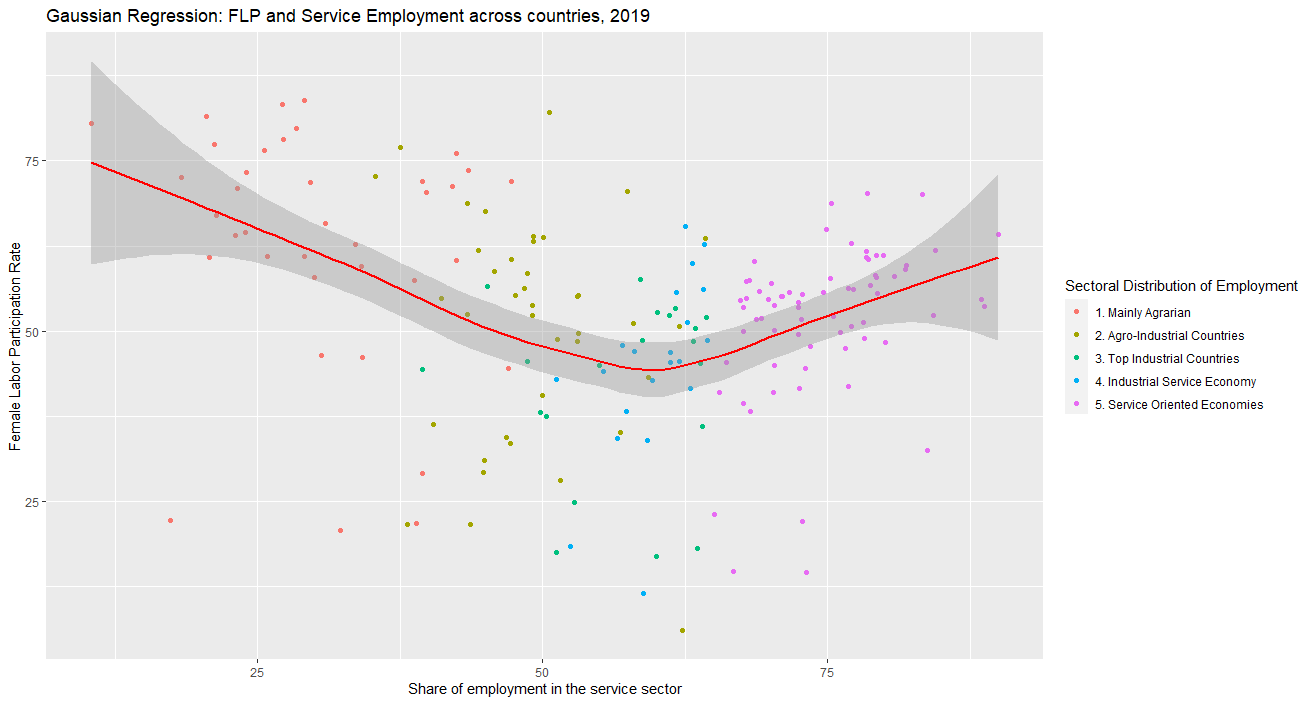 Gaussian Regression: FLP and Service Employment across countries, 2019
75
50
25
Female Labor Participation Rate
25
50
75
Share of employment in the service sector
Sectoral Distribution of Employment
1. Mainly Agrarian
2. Agro-Industrial Countries
3. Top Industrial Countries
4. Industrial Service Economy
5. Service Oriented Economies